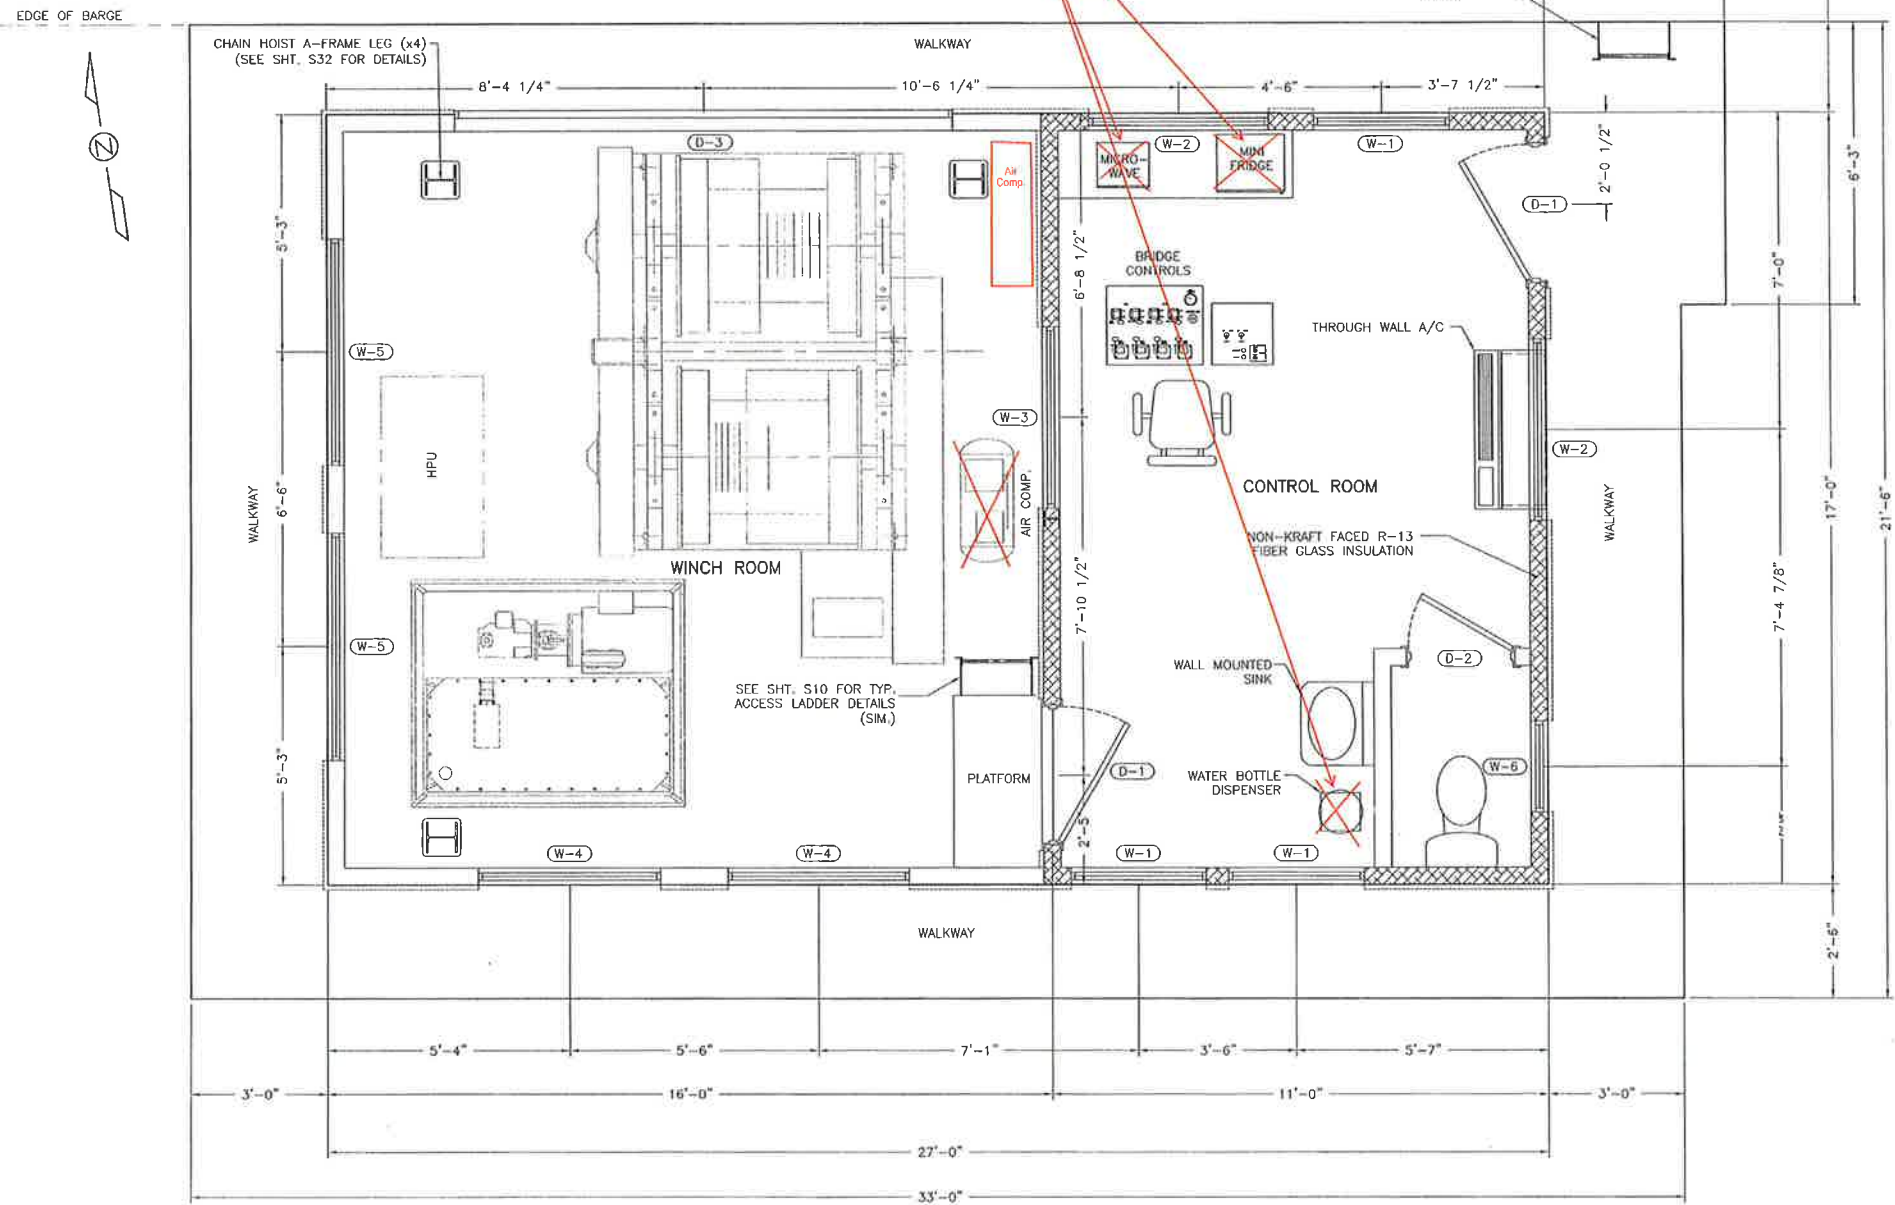 EDGE OF BARGE
CHAIN HOIST A-FRAME LEG (x4)
(SEE SHT. S32 FOR DETAILS)
WALKWAY
8'-4 1/4"
10'-6 1/4"
4'-6"
3'-7 1/2"
N
D-3
W-2
W-1
MICRO-
WAVE
MINI
FRIDGE
Air
Comp.
2'-0 1/2"
6'-3"
D-1
5'-3"
6'-8 1/2"
BRIDGE
CONTROLS
7'-0"
THROUGH WALL A/C
W-5
W-3
W-2
HPU
AIR COMP.
CONTROL ROOM
WALKWAY
6'-6"
WALKWAY
17'-0"
21'-6"
NON-KRAFT FACED R-13
FIBER GLASS INSULATION
WINCH ROOM
7'-10 1/2"
7'-4 7/8"
W-5
D-2
WALL MOUNTED
SINK
SEE SHT. S10 FOR TYP.
ACCESS LADDER DETAILS
(SIM.)
5'-3"
PLATFORM
D-1
WATER BOTTLE
DISPENSER
W-6
2'-5
W-4
W-4
W-1
W-1
WALKWAY
2'-6"
5'-4"
5'-6"
7'-1"
3'-6"
5'-7"
3'-0"
16'-0"
11'-0"
3'-0"
27'-0"
33'-0"